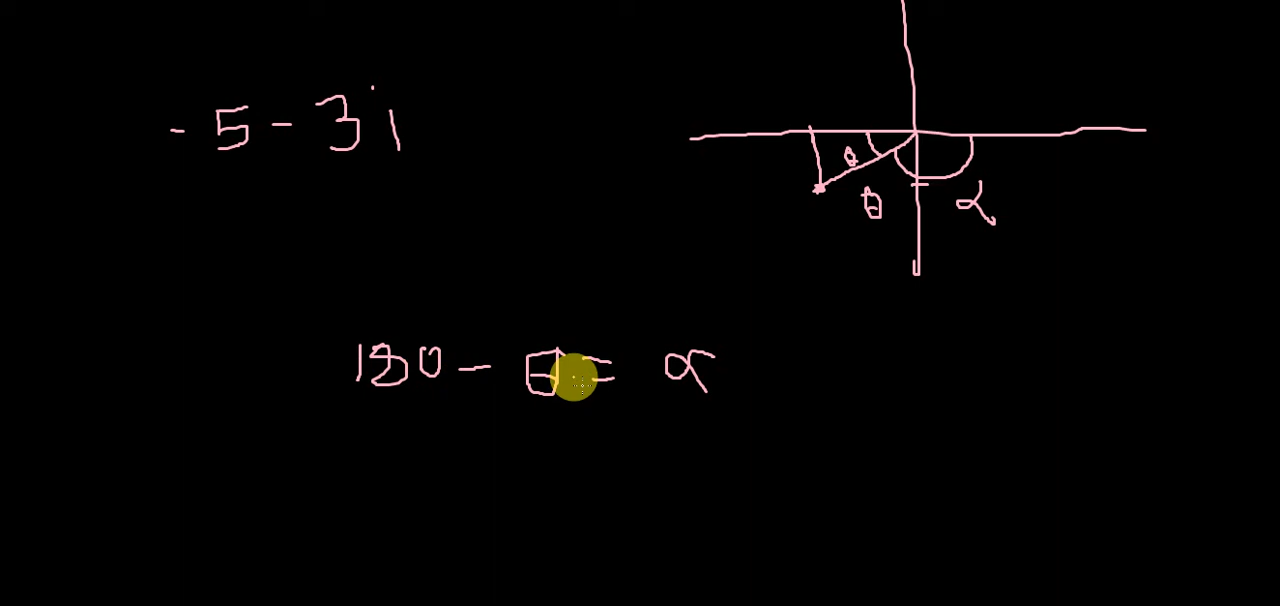 - 5 - 3i
θ
θ
α
180 - θ = α